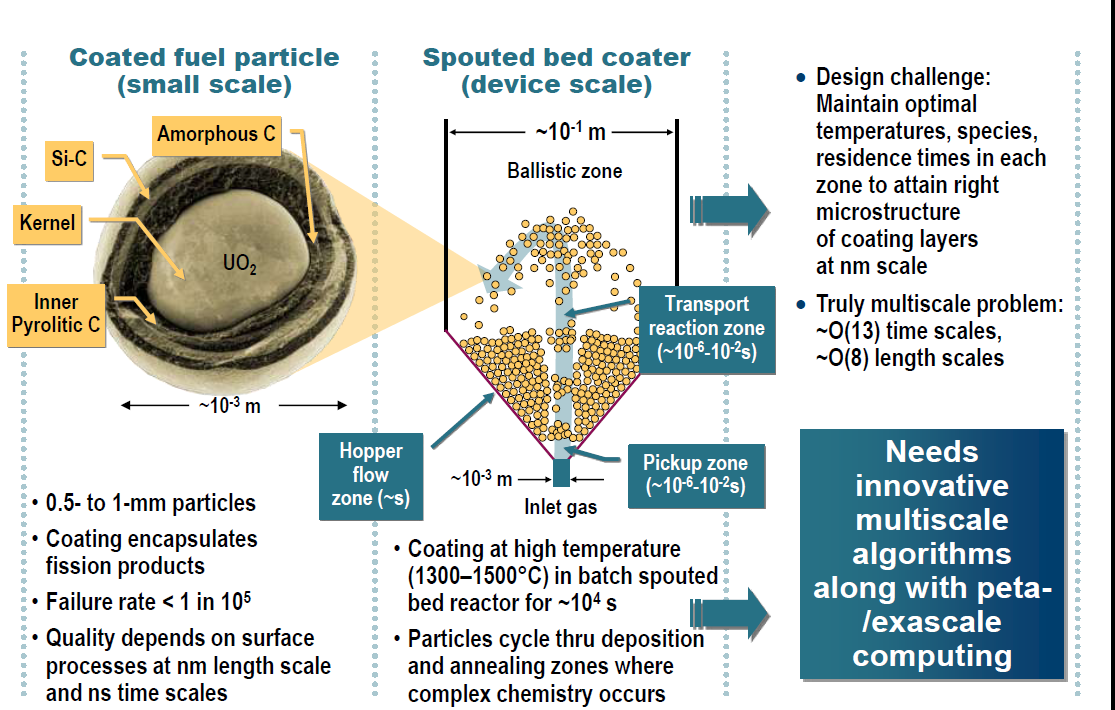 Coated fuel particle
(small scale)
Amorphous C
Si-C
Kernel
UO₂
Inner
Pyrolitic C
~10⁻³ m
• 0.5- to 1-mm particles
• Coating encapsulates
fission products
• Failure rate < 1 in 10⁵
• Quality depends on surface
processes at nm length scale
and ns time scales
Spouted bed coater
(device scale)
~10⁻¹ m
Ballistic zone
Transport
reaction zone
(~10⁻⁶-10⁻²s)
Hopper
flow
zone (~s)
Pickup zone
(~10⁻⁶-10⁻²s)
~10⁻³ m
Inlet gas
• Coating at high temperature
(1300–1500°C) in batch spouted
bed reactor for ~10⁴ s
• Particles cycle thru deposition
and annealing zones where
complex chemistry occurs
• Design challenge:
Maintain optimal
temperatures, species,
residence times in each
zone to attain right
microstructure
of coating layers
at nm scale
• Truly multiscale problem:
~O(13) time scales,
~O(8) length scales
Needs
innovative
multiscale
algorithms
along with peta-
/exascale
computing